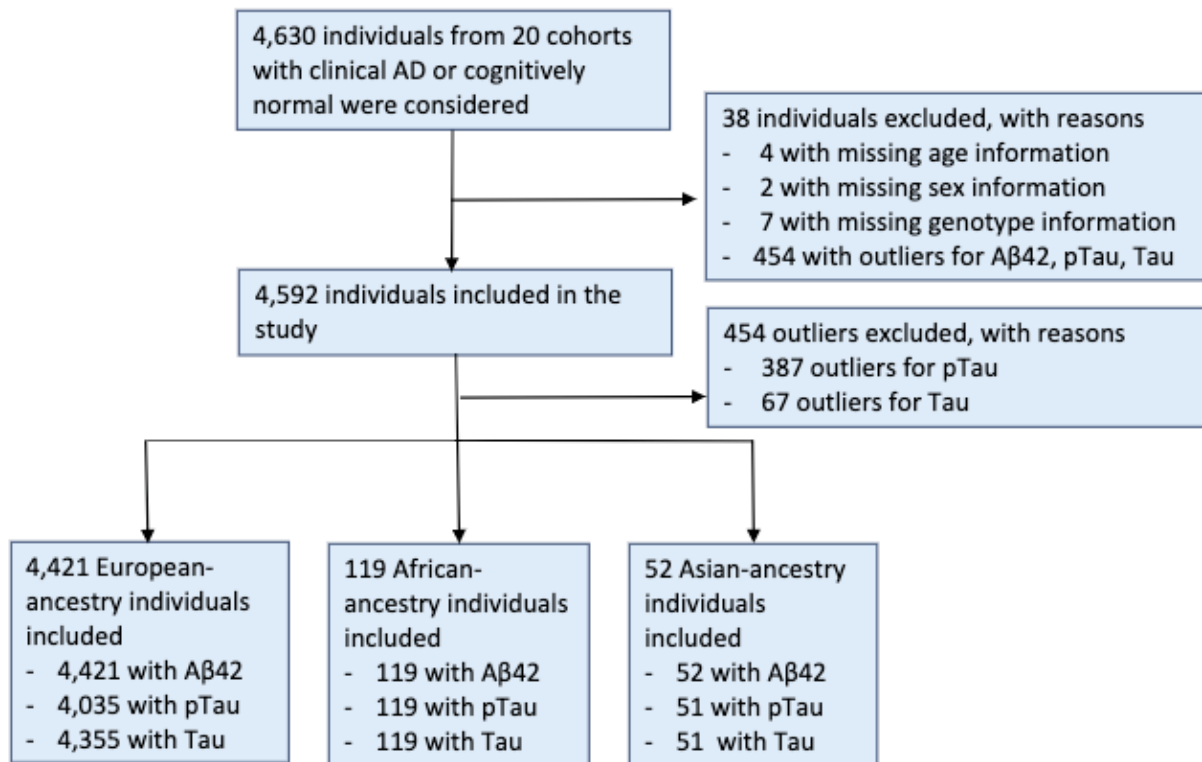 4,630 individuals from 20 cohorts
with clinical AD or cognitively
normal were considered
38 individuals excluded, with reasons
- 4 with missing age information
- 2 with missing sex information
- 7 with missing genotype information
- 454 with outliers for Aβ42, pTau, Tau
4,592 individuals included in the
study
454 outliers excluded, with reasons
- 387 outliers for pTau
- 67 outliers for Tau
4,421 European-
ancestry individuals
included
- 4,421 with Aβ42
- 4,035 with pTau
- 4,355 with Tau
119 African-
ancestry individuals
included
- 119 with Aβ42
- 119 with pTau
- 119 with Tau
52 Asian-ancestry
individuals
included
- 52 with Aβ42
- 51 with pTau
- 51 with Tau